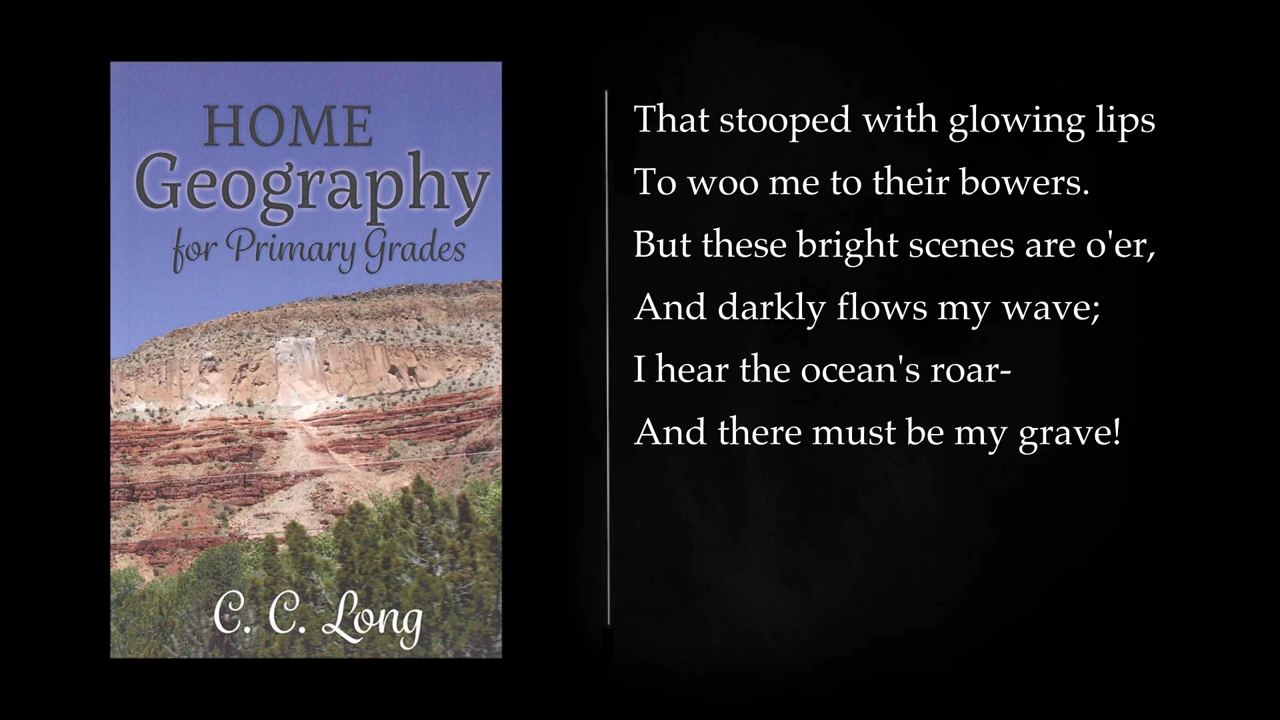 HOME
Geography
for Primary Grades
C. C. Long
That stooped with glowing lips
To woo me to their bowers.
But these bright scenes are o'er,
And darkly flows my wave;
I hear the ocean's roar-
And there must be my grave!